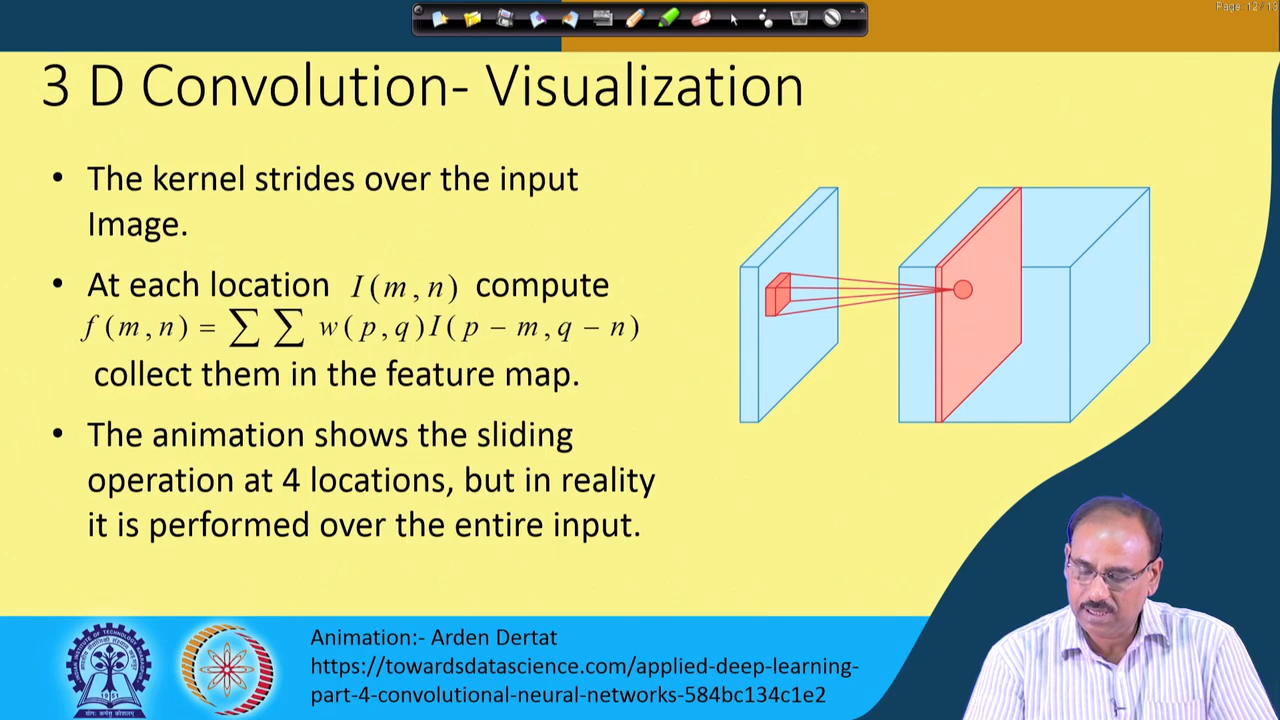 Page 12/13
3 D Convolution- Visualization
• The kernel strides over the input
Image.
• At each location I(m,n) compute
f(m,n) = ∑ ∑ w(p,q)I(p − m,q − n)
collect them in the feature map.
• The animation shows the sliding
operation at 4 locations, but in reality
it is performed over the entire input.
Animation:- Arden Dertat
https://towardsdatascience.com/applied-deep-learning-
part-4-convolutional-neural-networks-584bc134c1e2